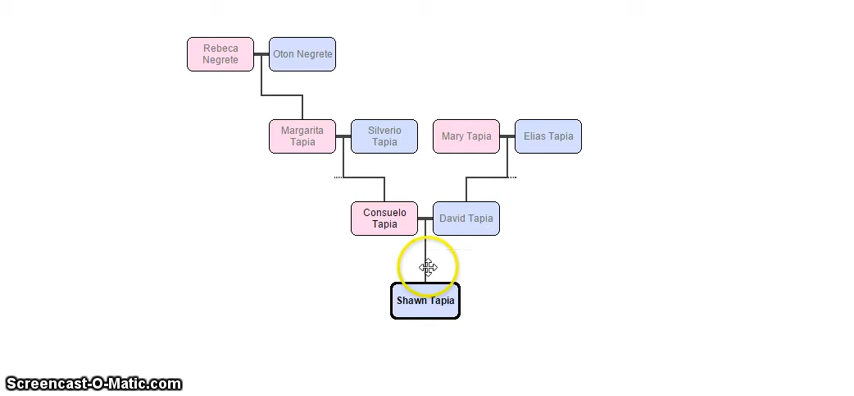 Rebeca
Negrete
Oton Negrete
Margarita
Tapia
Silverio
Tapia
Mary Tapia
Elias Tapia
Consuelo
Tapia
David Tapia
Shawn Tapia
Screencast-O-Matic.com